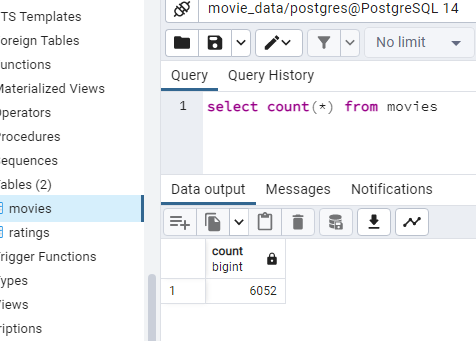 TS Templates
oreign Tables
unctions
Materialized Views
Operators
rocedures
equences
ables (2)
movies
ratings
rigger Functions
ypes
iews
riptions
movie_data/postgres@PostgreSQL 14
No limit
Query
Query History
1
select count(*) from movies
Data output
Messages
Notifications
count
bigint
1
6052